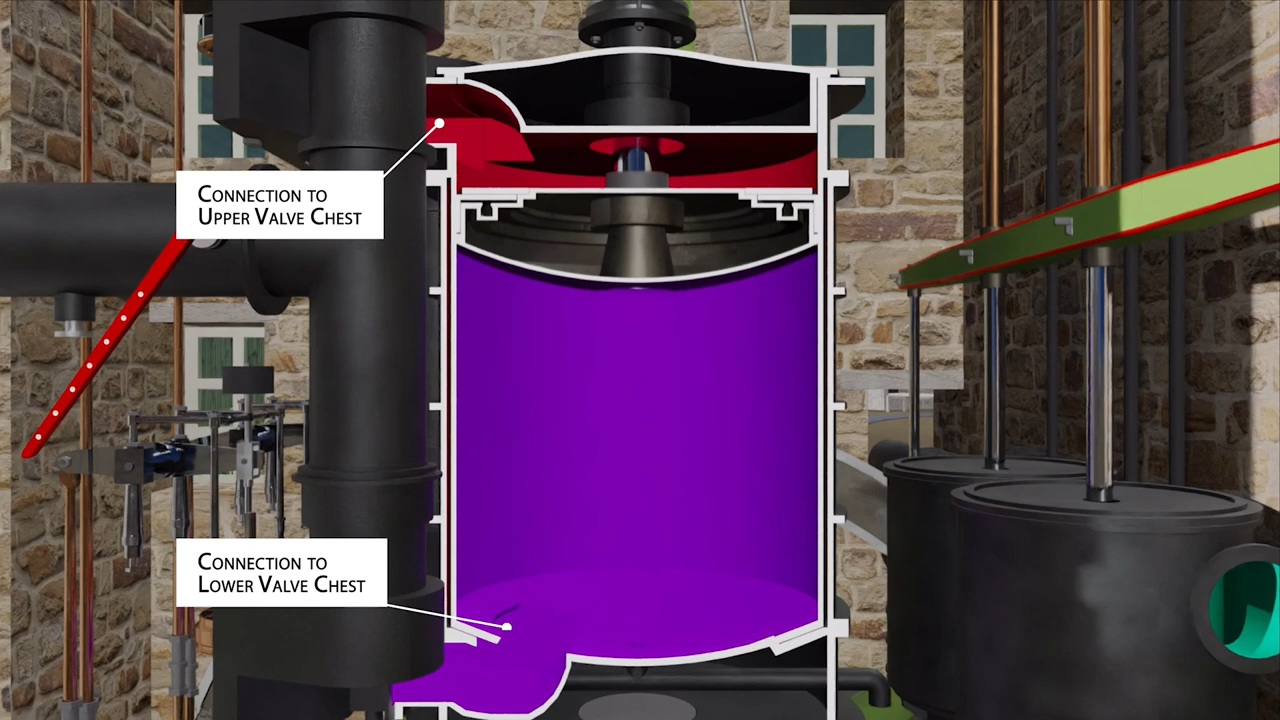 Connection to
Upper Valve Chest
Connection to
Lower Valve Chest